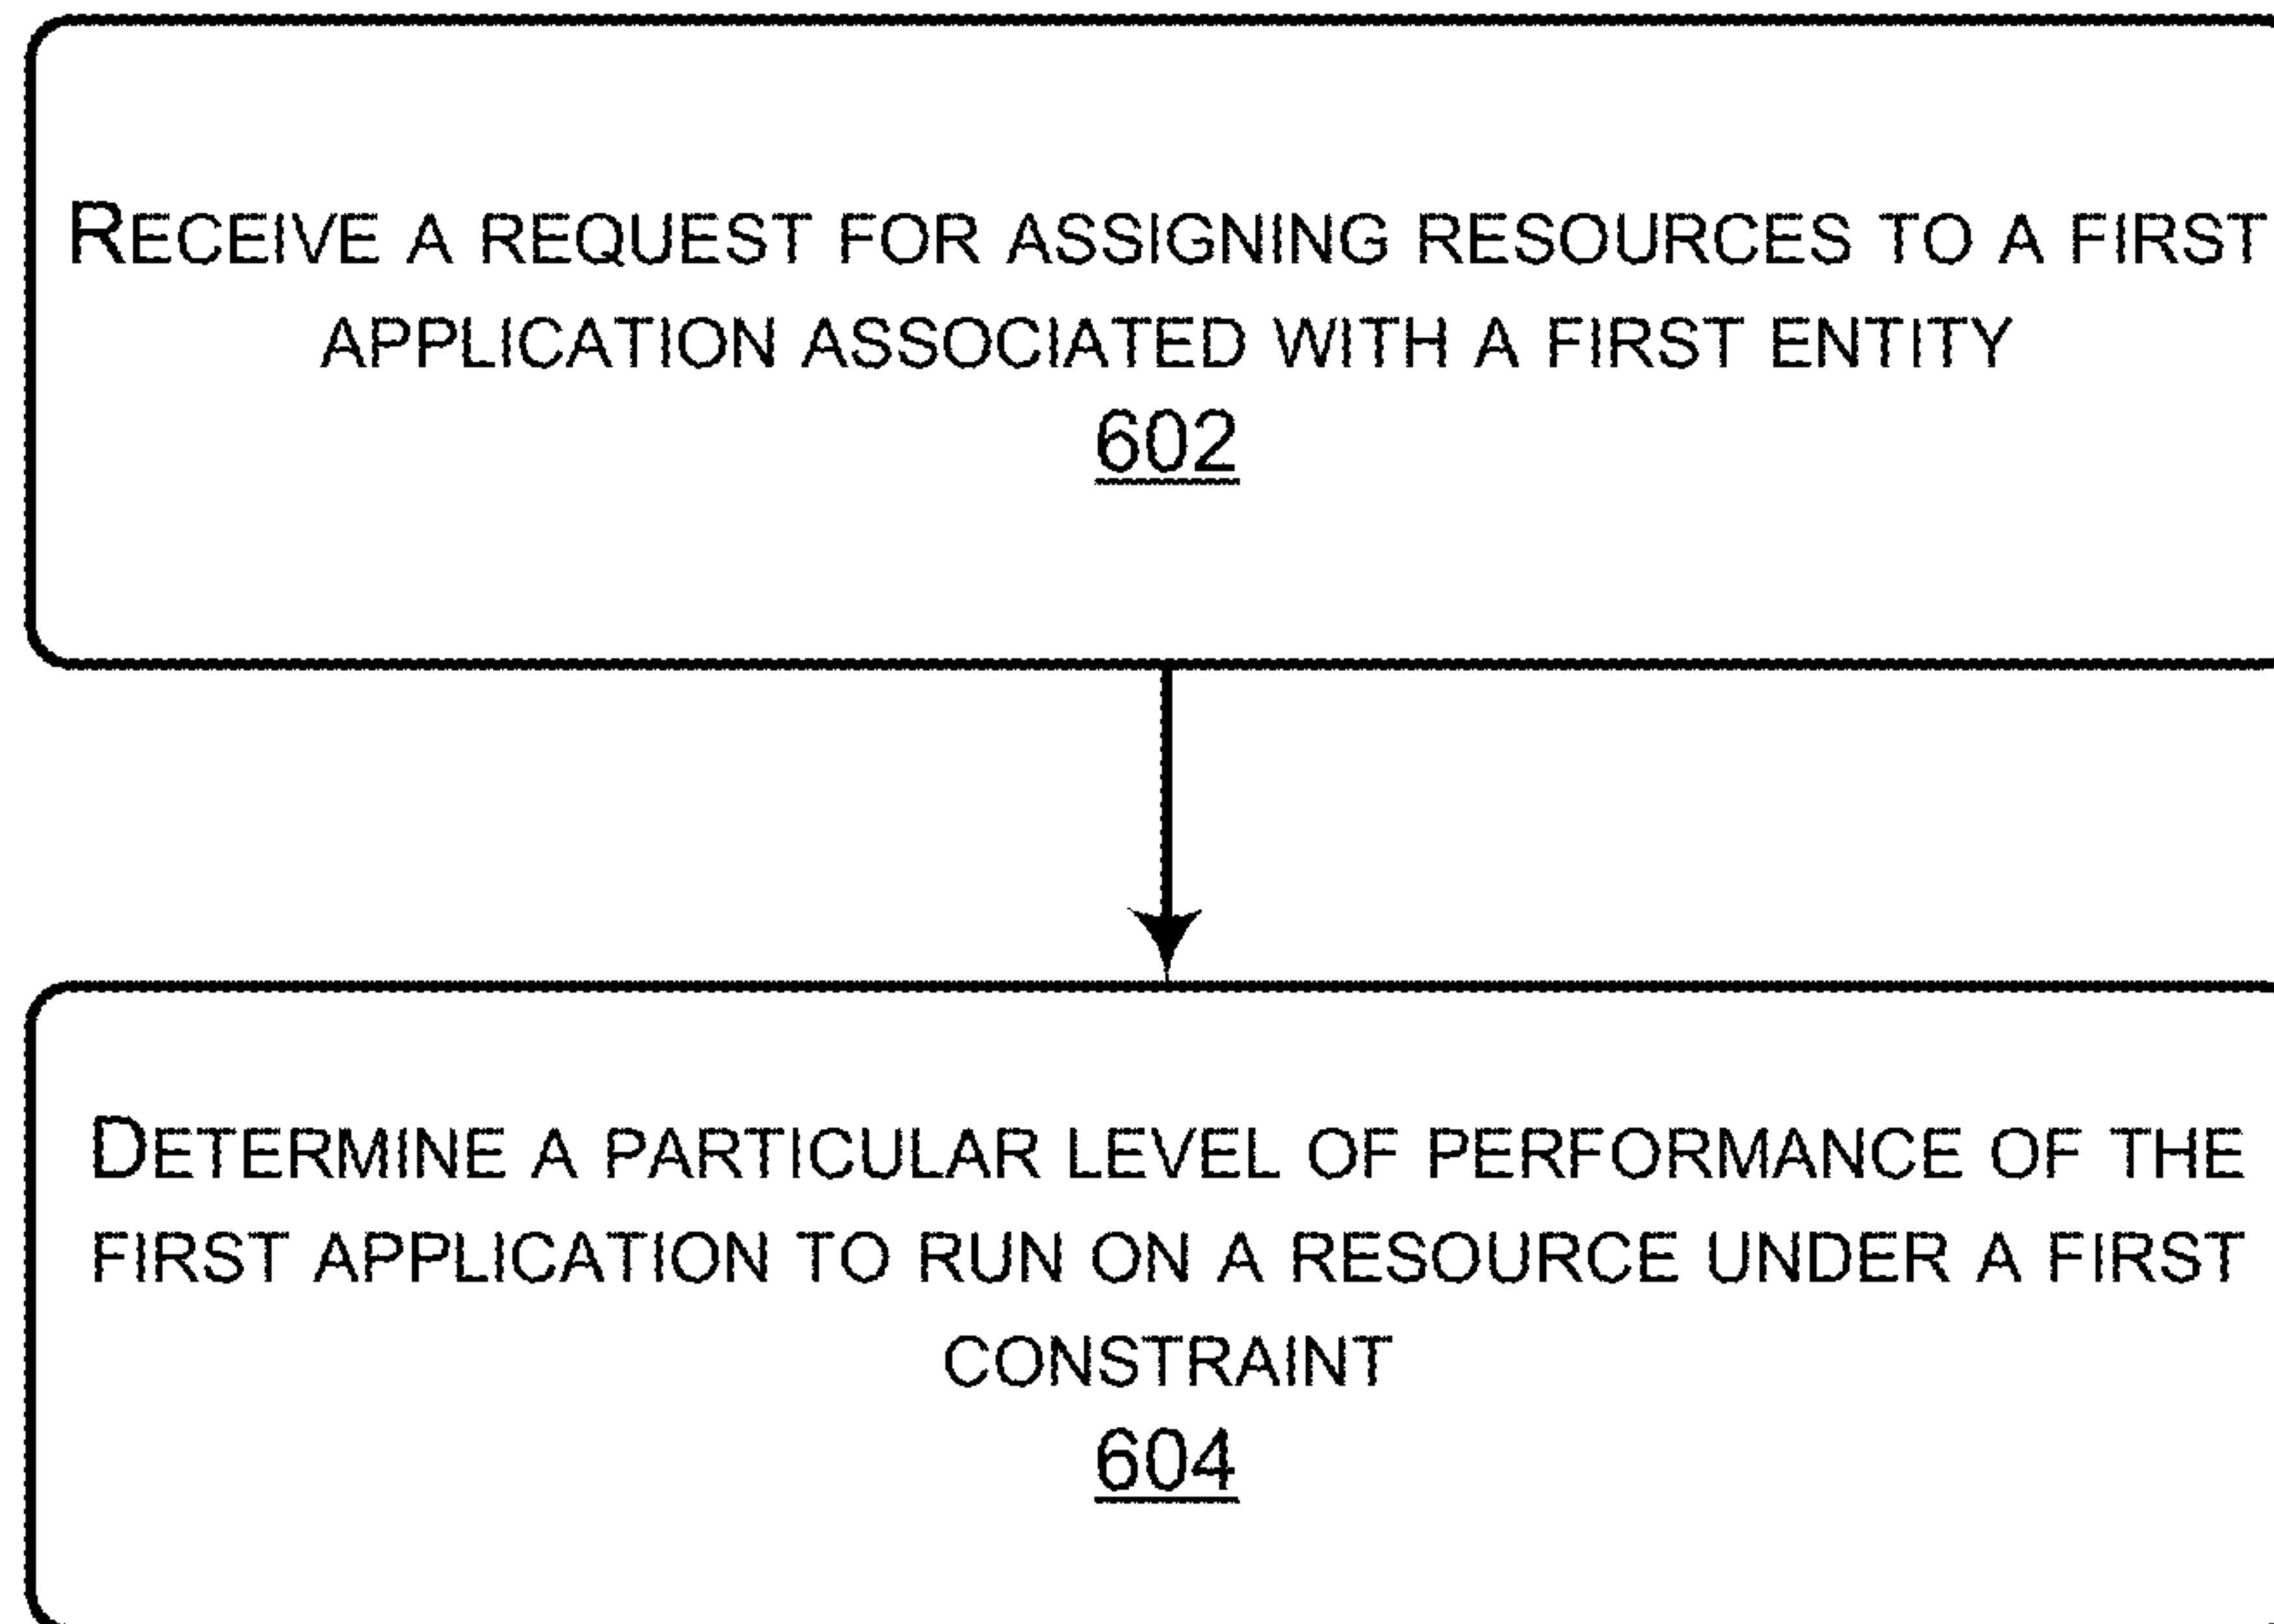 RECEIVE A REQUEST FOR ASSIGNING RESOURCES TO A FIRST
APPLICATION ASSOCIATED WITH A FIRST ENTITY
602
DETERMINE A PARTICULAR LEVEL OF PERFORMANCE OF THE
FIRST APPLICATION TO RUN ON A RESOURCE UNDER A FIRST
CONSTRAINT
604